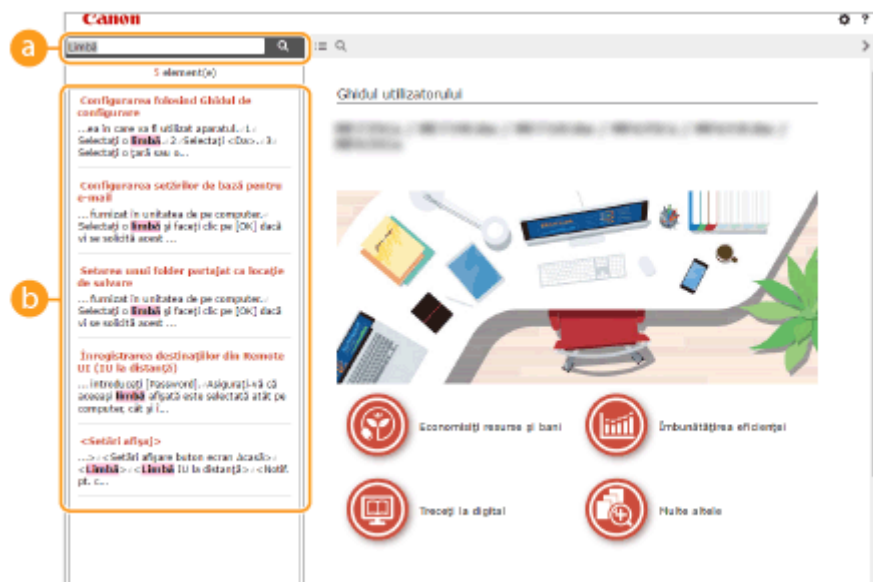 Canon
?
a
Limbă
5 element(e)
b
Configurarea folosind Ghidul de
configurare
...ea în care va fi utilizat aparatul.
1
Selectați o limbă.
2
Selectați <Da>.
3
Selectați o țară sau o...
Configurarea setărilor de bază pentru
e-mail
... furnizat în unitatea de pe computer.
Selectați o limbă și faceți clic pe [OK] dacă
vi se solicită acest ...
Setarea unui folder partajat ca locație
de salvare
... furnizat în unitatea de pe computer.
Selectați o limbă și faceți clic pe [OK] dacă
vi se solicită acest ...
Înregistrarea destinațiilor din Remote
UI (IU la distanță)
... introduceți [Password].
Asigurați-vă că
aceeași limbă afișată este selectată atât pe
computer, cât și î...
<Setări afișaj>
...>
<Setări afișare buton ecran Acasă>
<Limbă>
<Limbă IU la distanță>
<Notif.
pt. c...
Ghidul utilizatorului
Economisiți resurse și bani
Îmbunătățirea eficienței
Treceți la digital
Multe altele